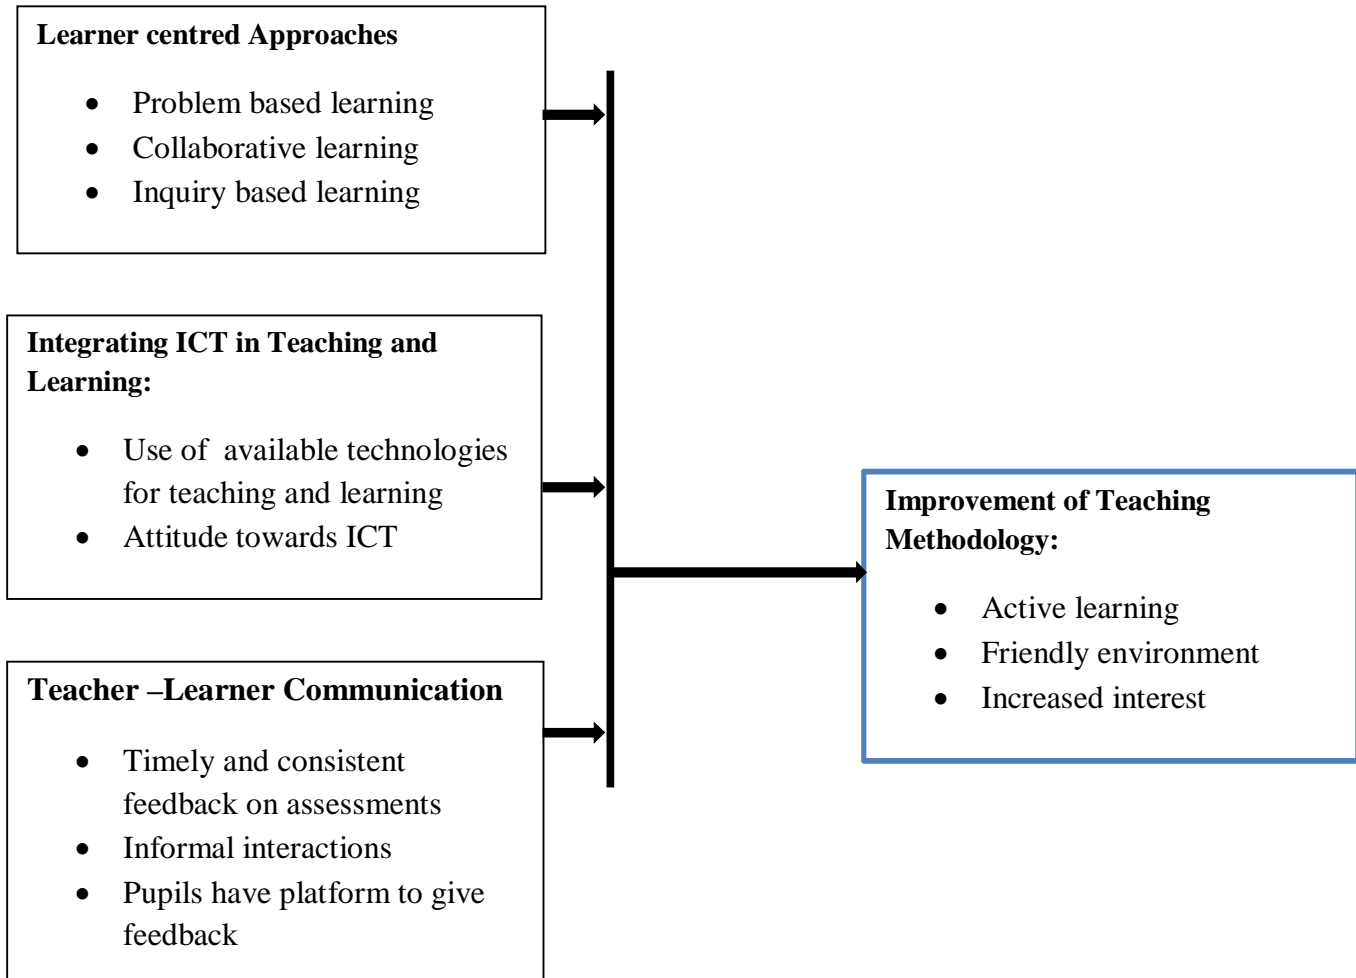 Learner centred Approaches
• Problem based learning
• Collaborative learning
• Inquiry based learning
Integrating ICT in Teaching and
Learning:
• Use of  available technologies
for teaching and learning
• Attitude towards ICT
Teacher –Learner Communication
• Timely and consistent
feedback on assessments
• Informal interactions
• Pupils have platform to give
feedback
Improvement of Teaching
Methodology:
• Active learning
• Friendly environment
• Increased interest